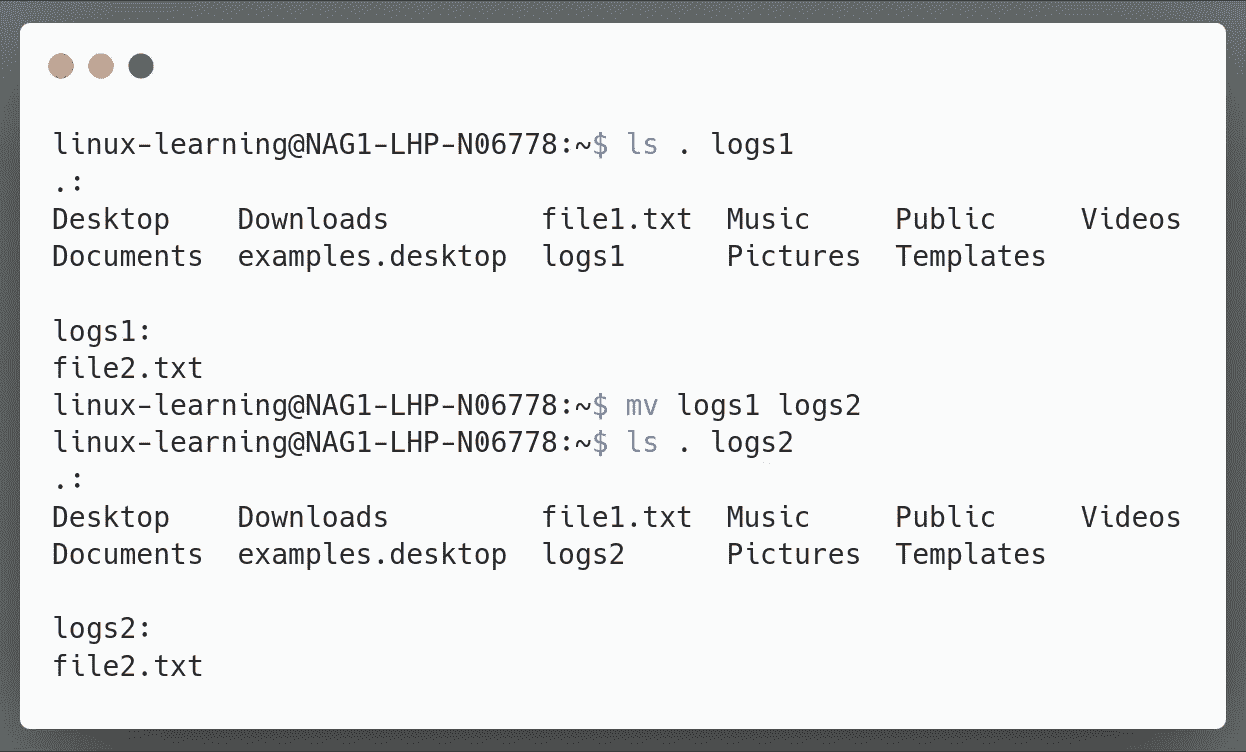 linux-learning@NAG1-LHP-N06778:~$ ls . logs1
.:
Desktop    Downloads         file1.txt  Music     Public     Videos
Documents  examples.desktop  logs1      Pictures  Templates

logs1:
file2.txt
linux-learning@NAG1-LHP-N06778:~$ mv logs1 logs2
linux-learning@NAG1-LHP-N06778:~$ ls . logs2
.:
Desktop    Downloads         file1.txt  Music     Public     Videos
Documents  examples.desktop  logs2      Pictures  Templates

logs2:
file2.txt